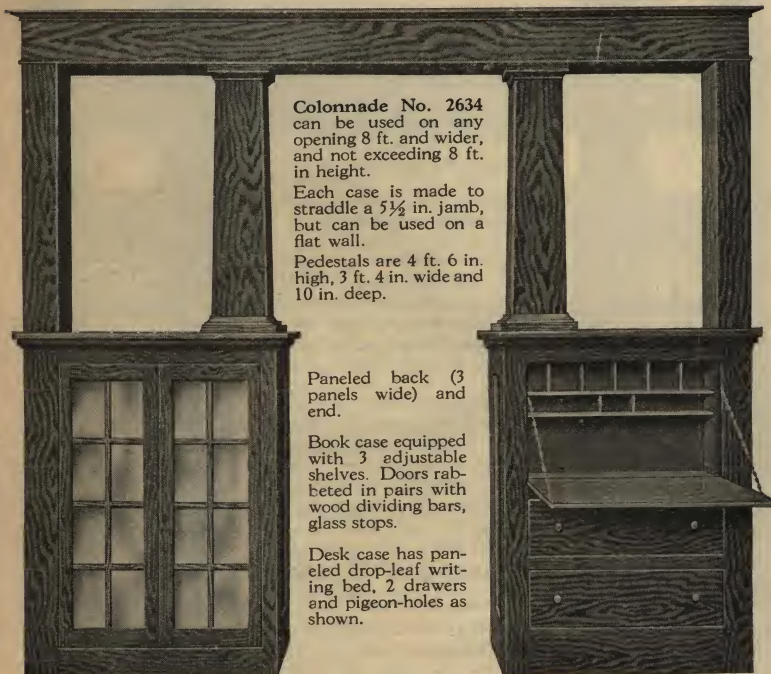 Colonnade No. 2634
can be used on any
opening 8 ft. and wider,
and not exceeding 8 ft.
in height.
Each case is made to
straddle a 5½ in. jamb,
but can be used on a
flat wall.
Pedestals are 4 ft. 6 in.
high, 3 ft. 4 in. wide and
10 in. deep.
Paneled back (3
panels wide) and
end.
Book case equipped
with 3 adjustable
shelves. Doors rab-
beted in pairs with
wood dividing bars,
glass stops.
Desk case has pan-
eled drop-leaf writ-
ing bed, 2 drawers
and pigeon-holes as
shown.